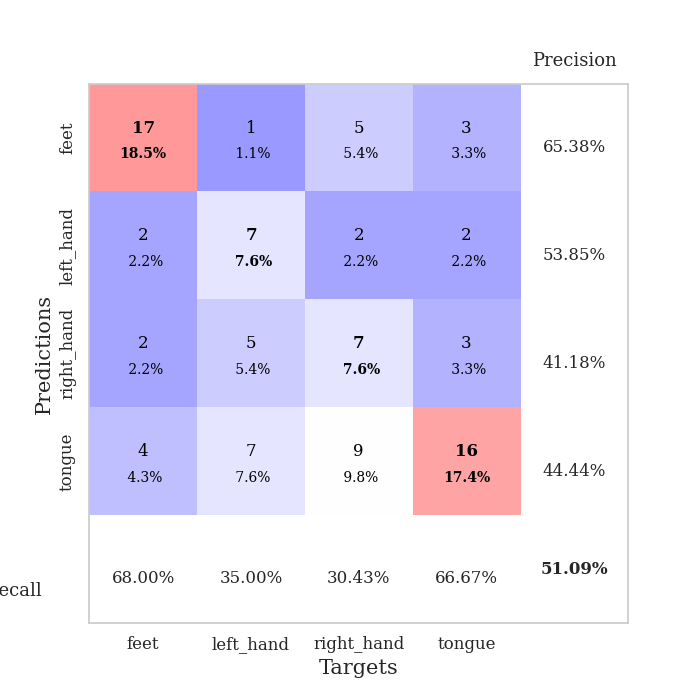 Precision
feet
17 1 5 3
18.5% 1.1% 5.4% 3.3%
65.38%
left_hand
2 7 2 2
2.2% 7.6% 2.2% 2.2%
53.85%
Predictions
right_hand
2 5 7 3
2.2% 5.4% 7.6% 3.3%
41.18%
tongue
4 7 9 16
4.3% 7.6% 9.8% 17.4%
44.44%
ecall
68.00% 35.00% 30.43% 66.67% 51.09%
feet left_hand right_hand tongue
Targets